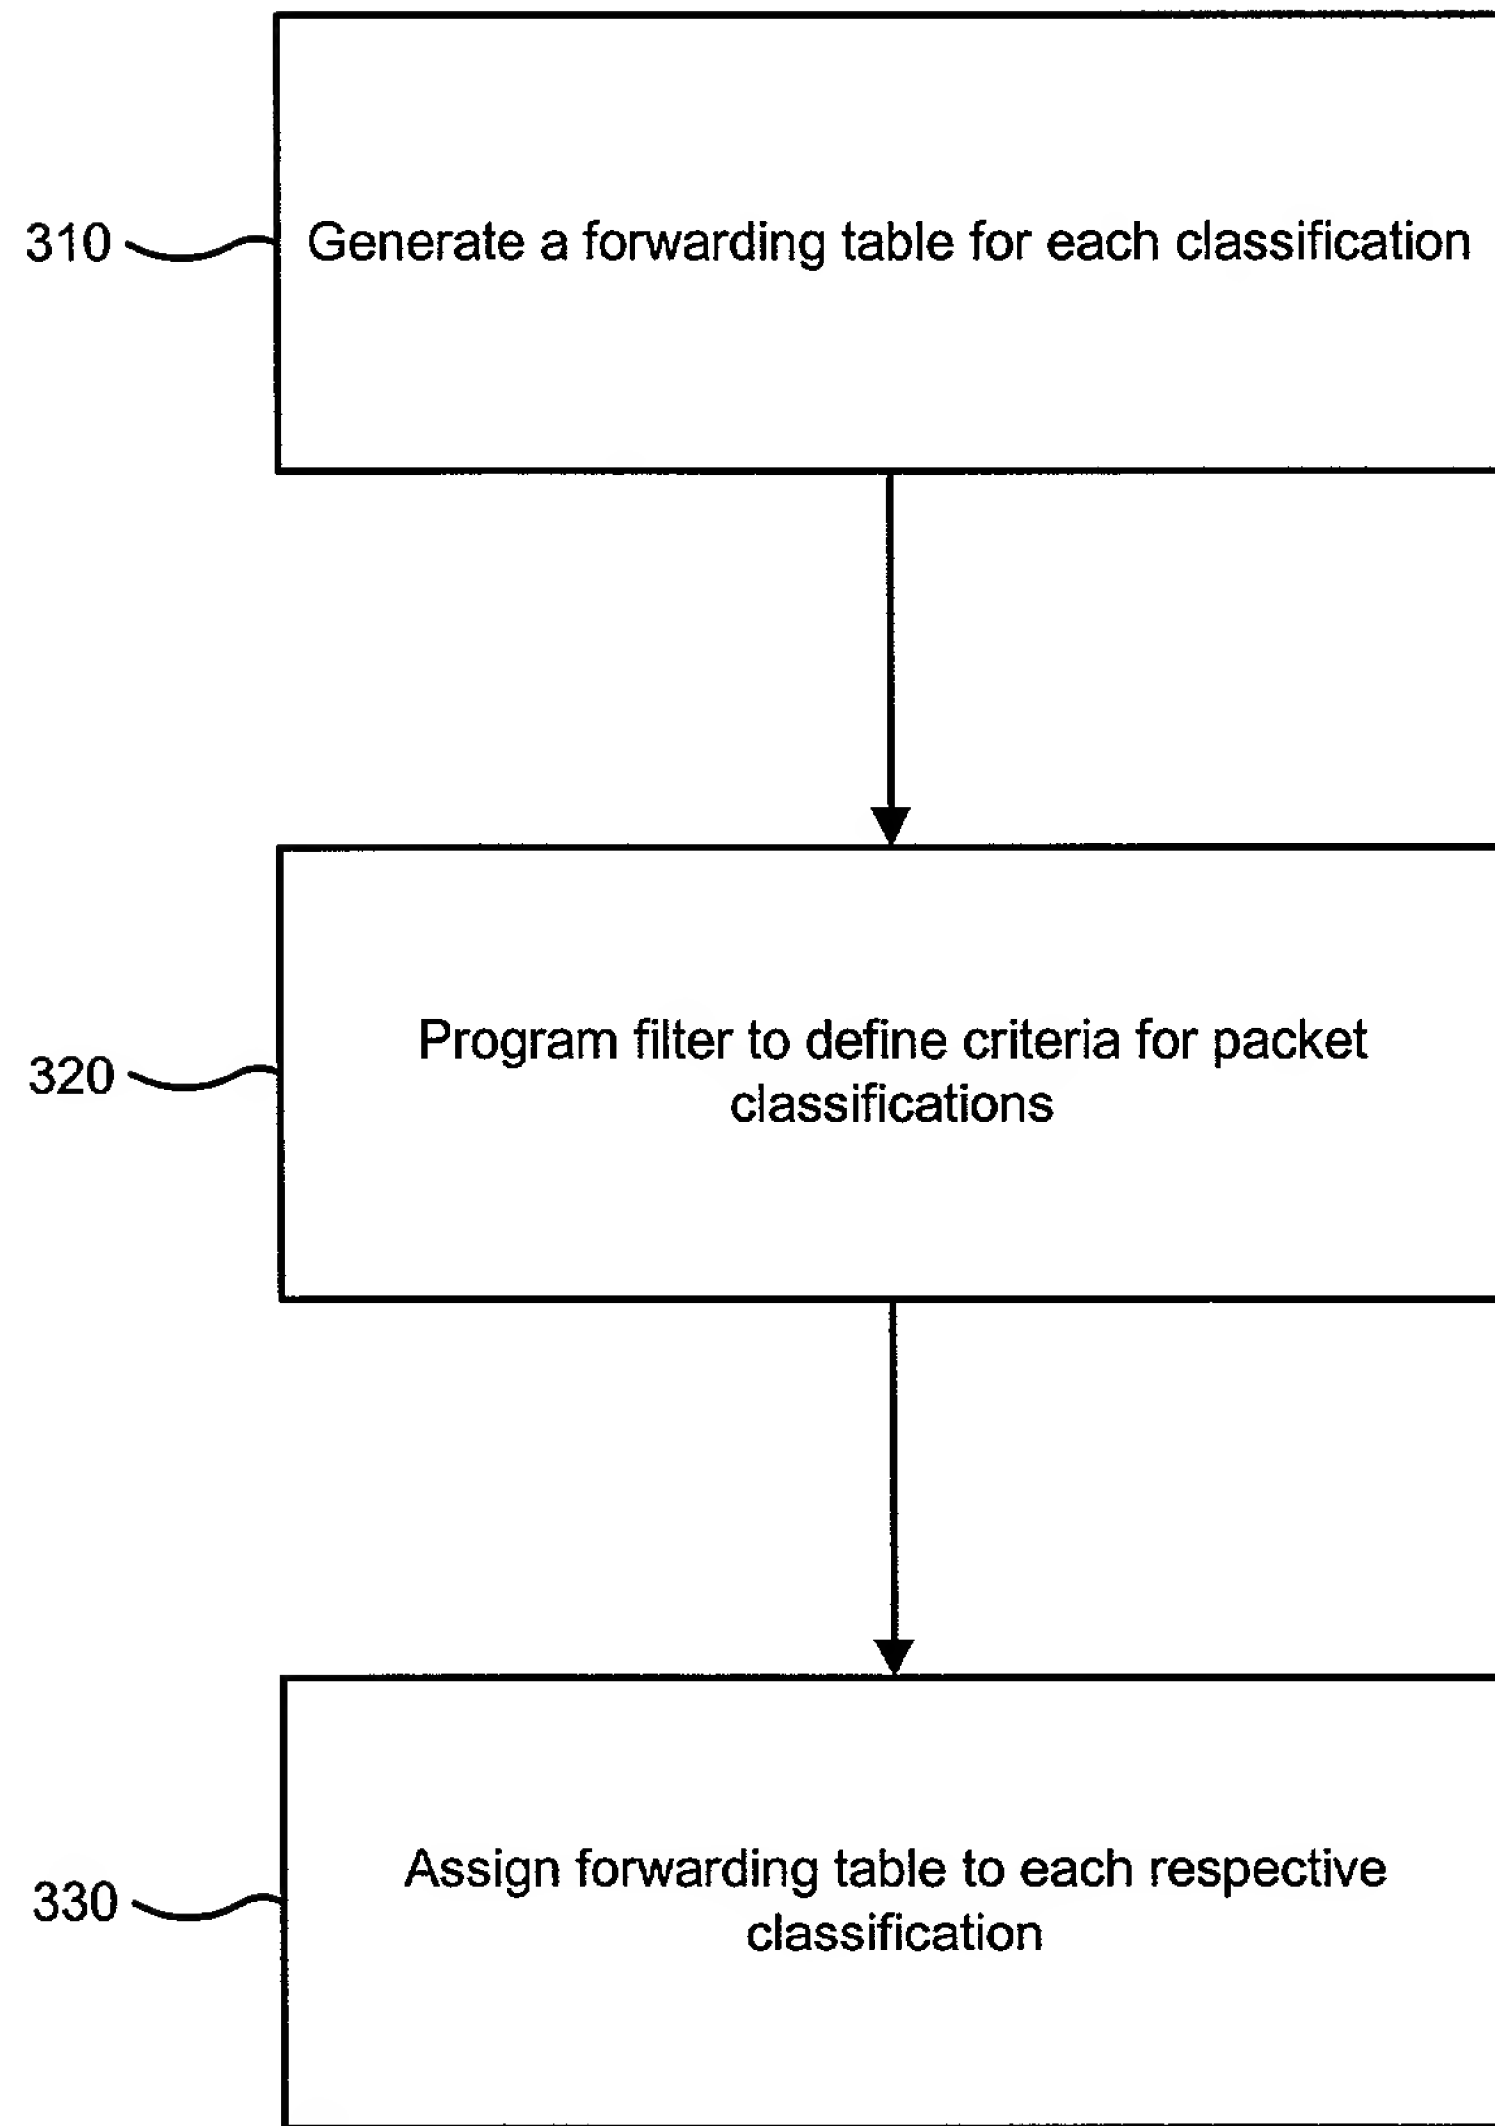 310
Generate a forwarding table for each classification
320
Program filter to define criteria for packet
classifications
330
Assign forwarding table to each respective
classification